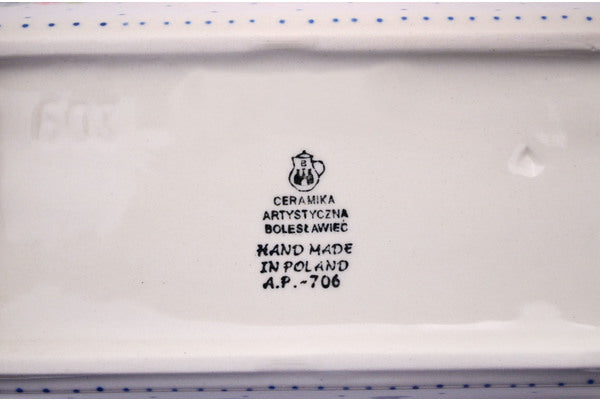 B
CERAMIKA
ARTYSTYCZNA
BOLESŁAWIEC
HAND MADE
IN POLAND
A.P.-706